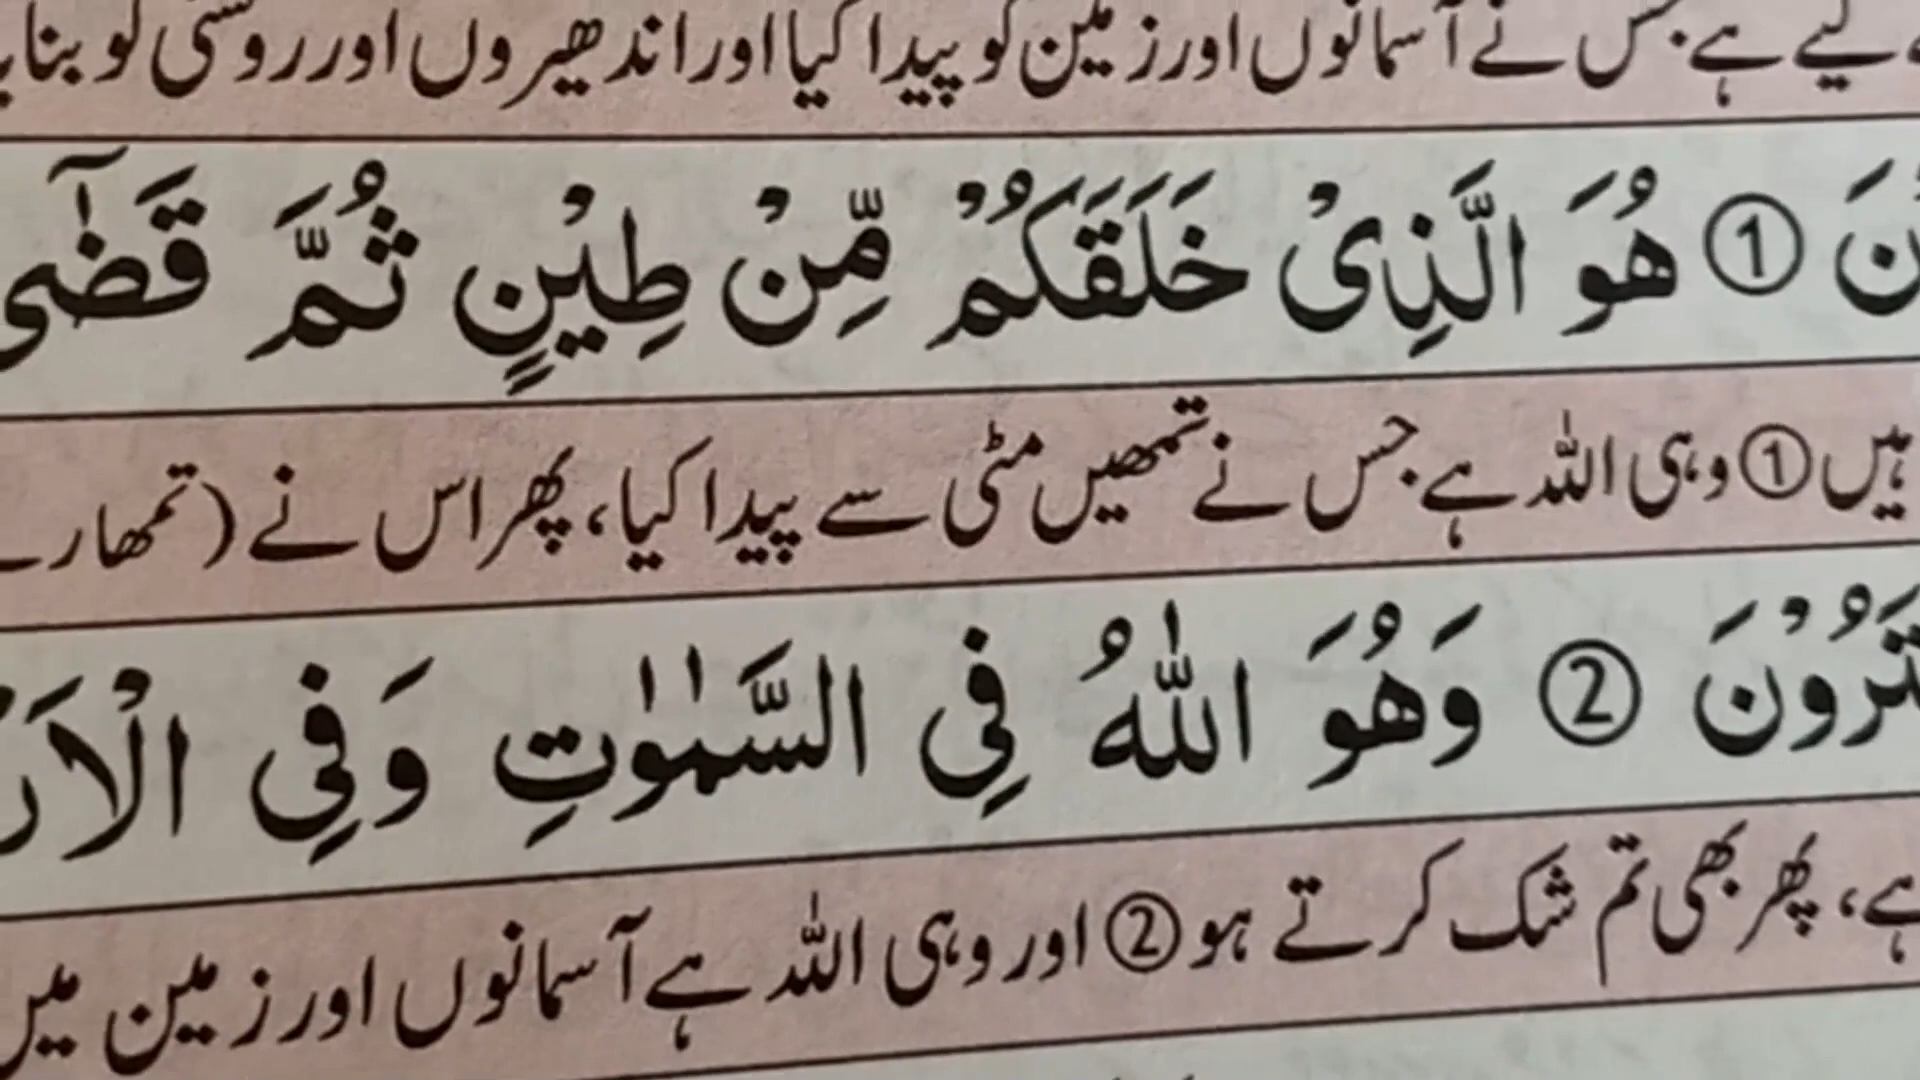 لیے ہے جس نے آسمانوں اور زمین کو پیدا کیا اور اندھیروں اور روشنی کو بنایا
نَ ① هُوَ الَّذِیْ خَلَقَكُمْ مِّنْ طِیْنٍ ثُمَّ قَضٰۤی
ہیں ① وہی اللہ ہے جس نے تمھیں مٹی سے پیدا کیا، پھر اس نے (تمھارے
تَرُوْنَ ② وَهُوَ اللّٰهُ فِی السَّمٰوٰتِ وَفِی الْاَرْ
ہے، پھر بھی تم شک کرتے ہو ② اور وہی اللہ ہے آسمانوں اور زمین میں